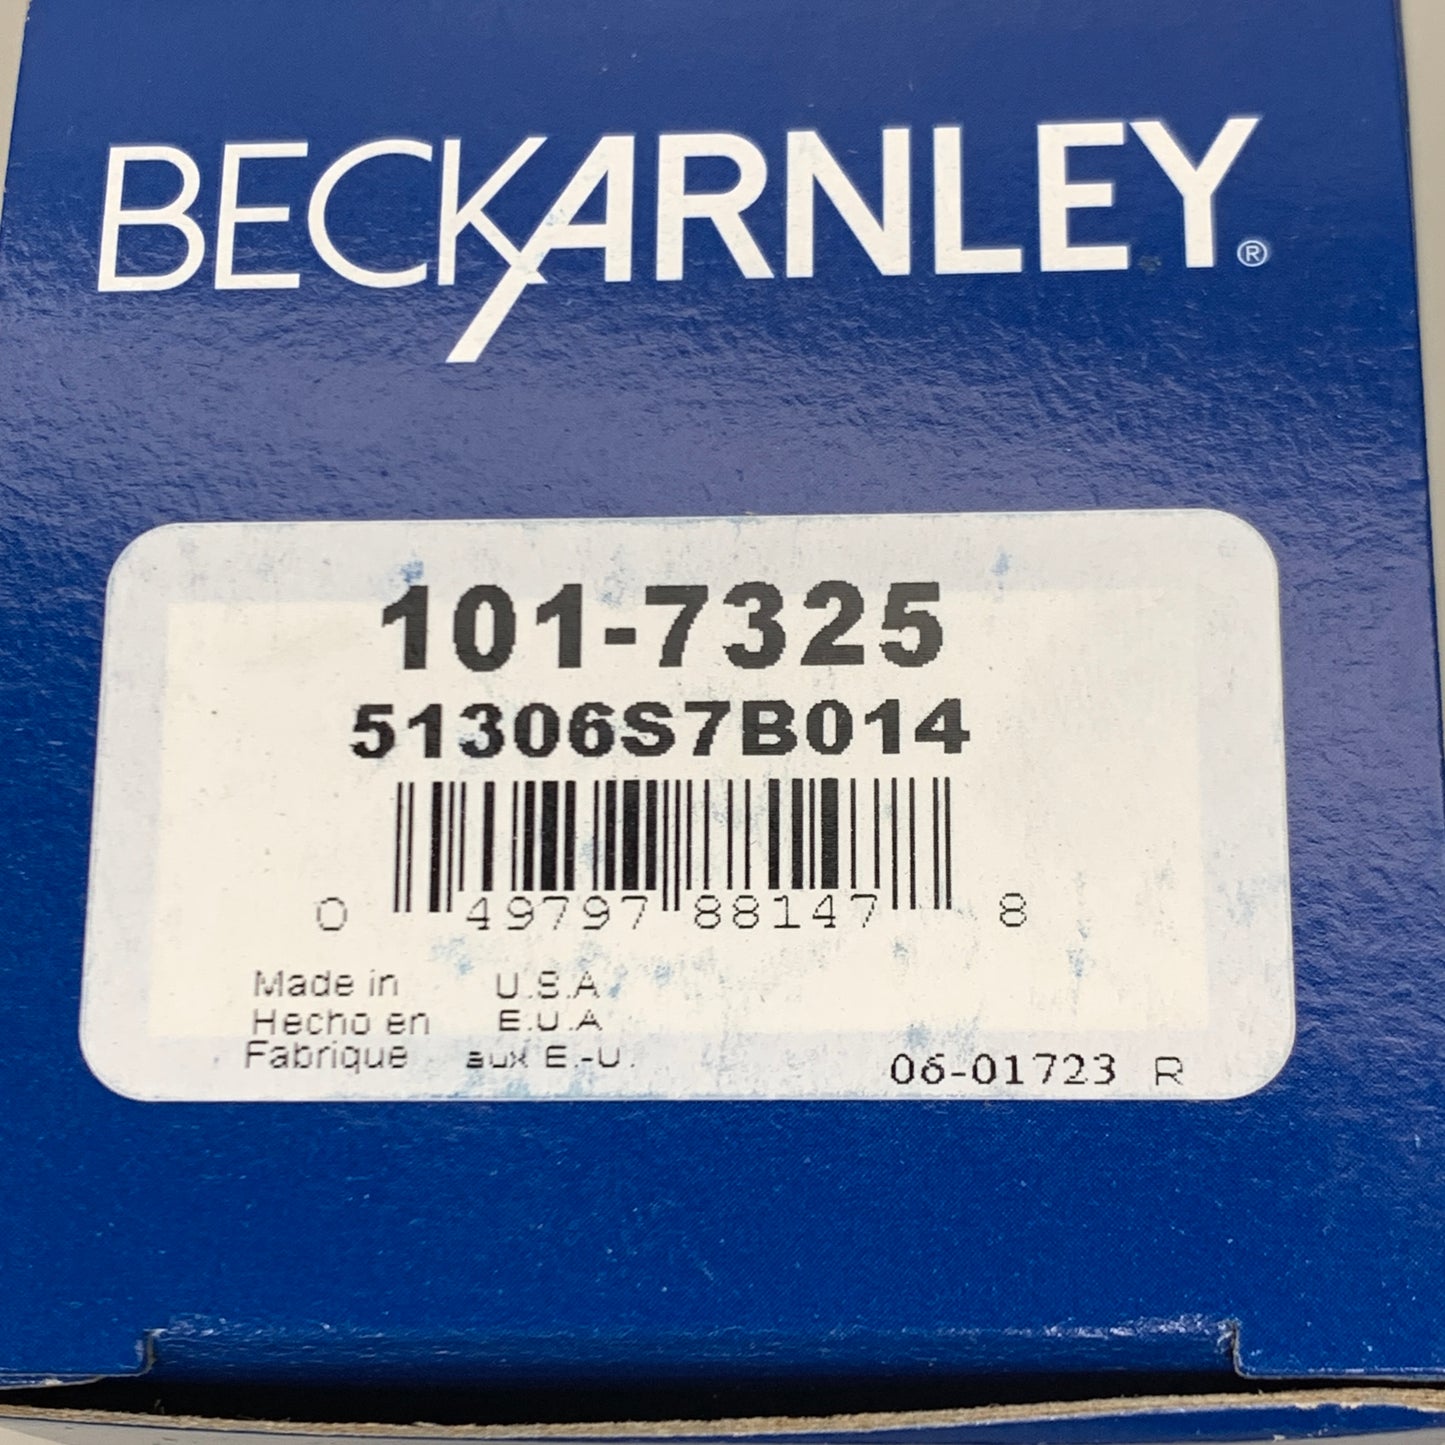 BECKARNLEY®
101-7325
51306S7B014
0 49797 88147 8
Made in U.S.A
Hecho en E.U.A
Fabrique aux E.-U.
06-01723 R